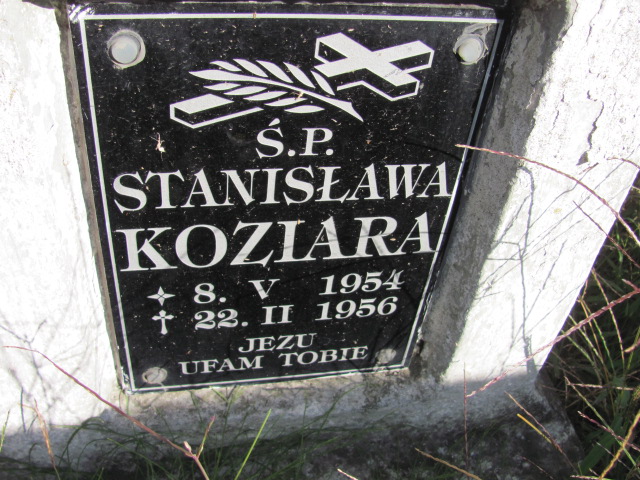 Ś.P.
STANISŁAWA
KOZIARA
8. V 1954
22. II 1956
JEZU
UFAM TOBIE